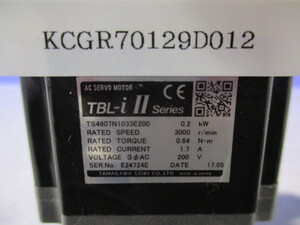 KCGR70129D012
AC SERVO MOTOR
TBL-i II Series
TS4607N1033E200 0.2 kW
RATED SPEED 3000 r/min
RATED TORQUE 0.64 N·m
RATED CURRENT 1.7 A
VOLTAGE 3ϕAC 200 V
SER.No. E24724E DATE 17.05
TAMAGAWA SEIKI CO.,LTD.